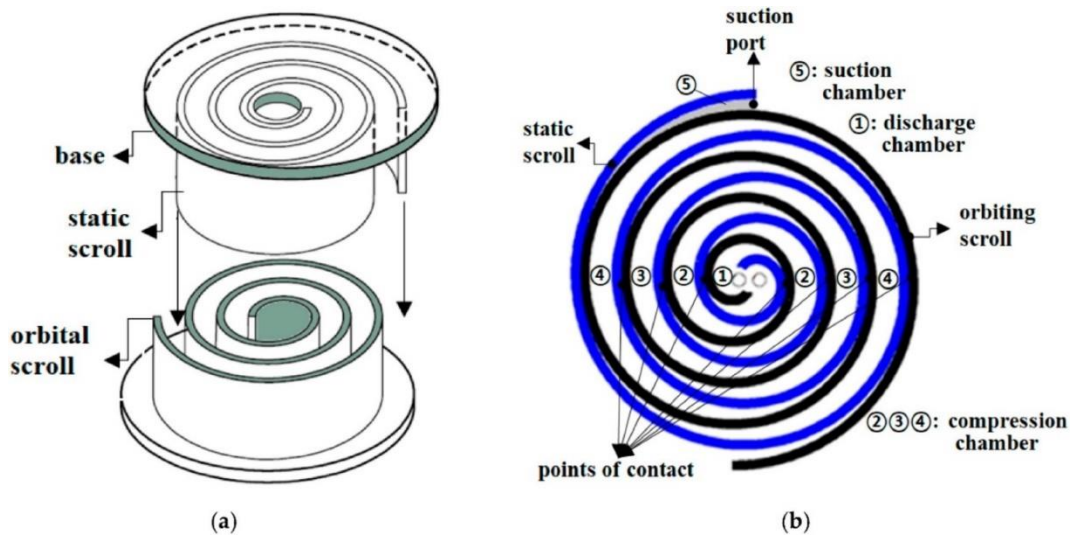 base
static
scroll
orbital
scroll
(a)
suction
port
⑤
⑤: suction
chamber
①: discharge
chamber
static
scroll
orbiting
scroll
④ ③ ② ① ② ③ ④
②③④: compression
chamber
points of contact
(b)